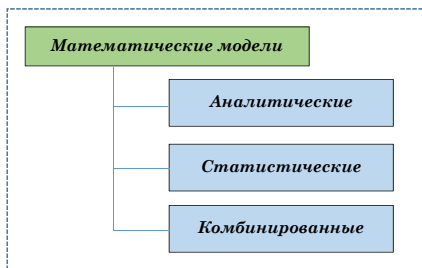 Математические модели
Аналитические
Статистические
Комбинированные